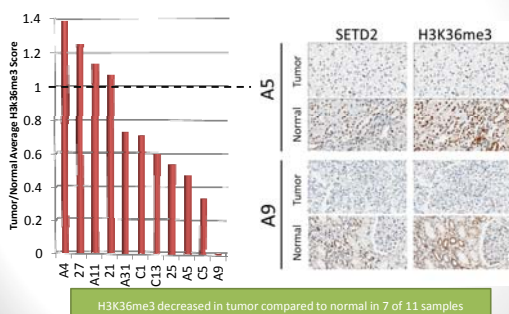 Tumor/Normal Average H3k36me3 Score
1.4
1.2
1
0.8
0.6
0.4
0.2
0
A4
27
A11
21
A31
C1
C13
25
A5
C5
A9
SETD2 H3K36me3
A5
Tumor
Normal
A9
Tumor
Normal
H3K36me3 decreased in tumor compared to normal in 7 of 11 samples